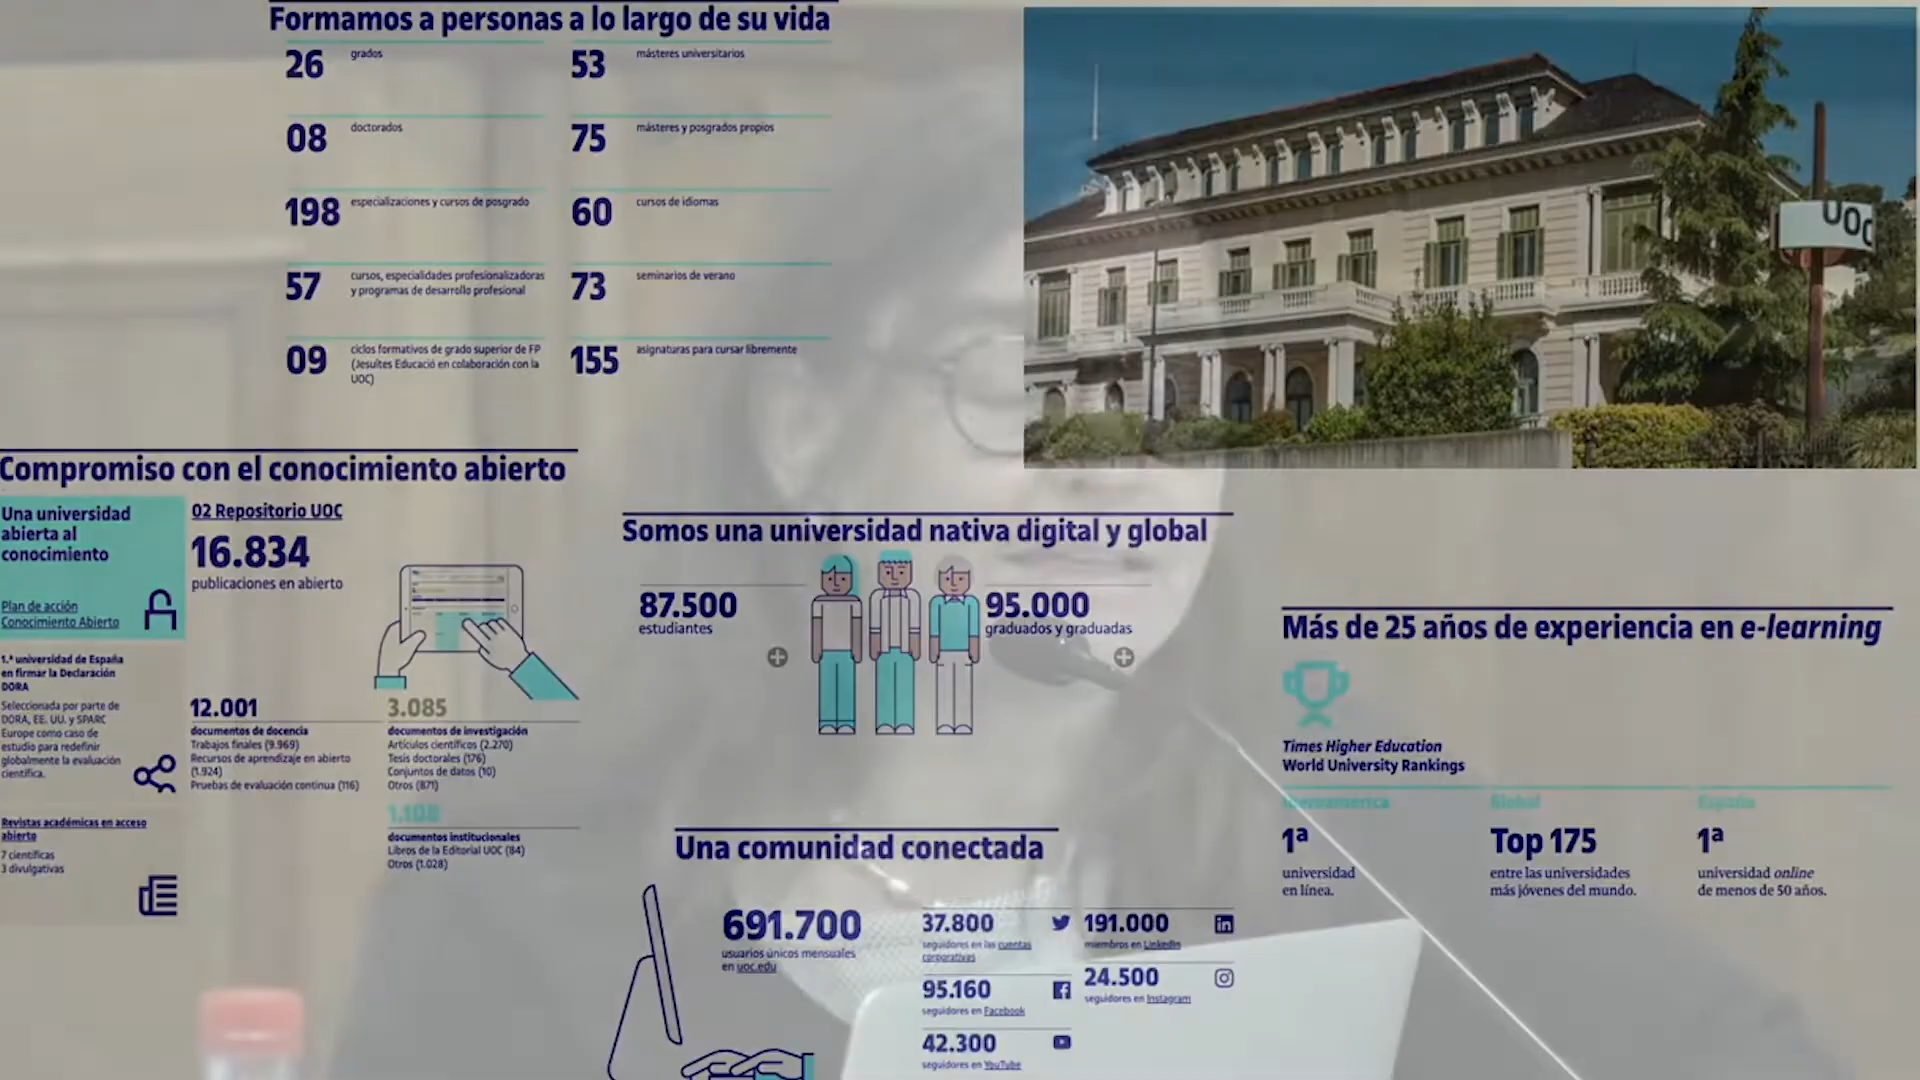 Formamos a personas a lo largo de su vida
26 grados
53 másteres universitarios
08 doctorados
75 másteres y posgrados propios
198 especializaciones y cursos de posgrado
60 cursos de idiomas
57 cursos, especialidades profesionalizadoras
y programas de desarrollo profesional
73 seminarios de verano
09 ciclos formativos de grado superior de FP
(Jesuïtes Educació en colaboración con la
UOC)
155 asignaturas para cursar libremente
UOC
Compromiso con el conocimiento abierto
Una universidad
abierta al
conocimiento
Plan de acción
Conocimiento Abierto
02 Repositorio UOC
16.834
publicaciones en abierto
1.ª universidad de España
en firmar la Declaración
DORA
Seleccionada por parte de
DORA, EE. UU. y SPARC
Europe como caso de
estudio para redefinir
globalmente la evaluación
científica.
12.001
documentos de docencia
Trabajos finales (9.969)
Recursos de aprendizaje en abierto
(1.924)
Pruebas de evaluación continua (116)
3.085
documentos de investigación
Artículos científicos (2.270)
Tesis doctorales (176)
Conjuntos de datos (10)
Otros (871)
documentos institucionales
Libros de la Editorial UOC (84)
Otros (1.028)
Revistas académicas en acceso
abierto
7 científicas
3 divulgativas
Somos una universidad nativa digital y global
87.500
estudiantes
95.000
graduados y graduadas
Una comunidad conectada
691.700
usuarios únicos mensuales
en uoc.edu
37.800
seguidores en las cuentas
corporativas
191.000
miembros en LinkedIn
95.160
seguidores en Facebook
24.500
seguidores en Instagram
42.300
seguidores en YouTube
Más de 25 años de experiencia en e-learning
Times Higher Education
World University Rankings
Iberoamérica
1ª
universidad
en línea.
Global
Top 175
entre las universidades
más jóvenes del mundo.
España
1ª
universidad online
de menos de 50 años.